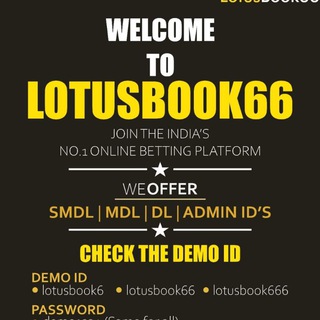 WELCOME
TO
LOTUSBOOK66
JOIN THE INDIA'S
NO.1 ONLINE BETTING PLATFORM
WE OFFER
SMDL | MDL | DL | ADMIN ID'S
CHECK THE DEMO ID
DEMO ID
• lotusbook6 • lotusbook66 • lotusbook666
PASSWORD